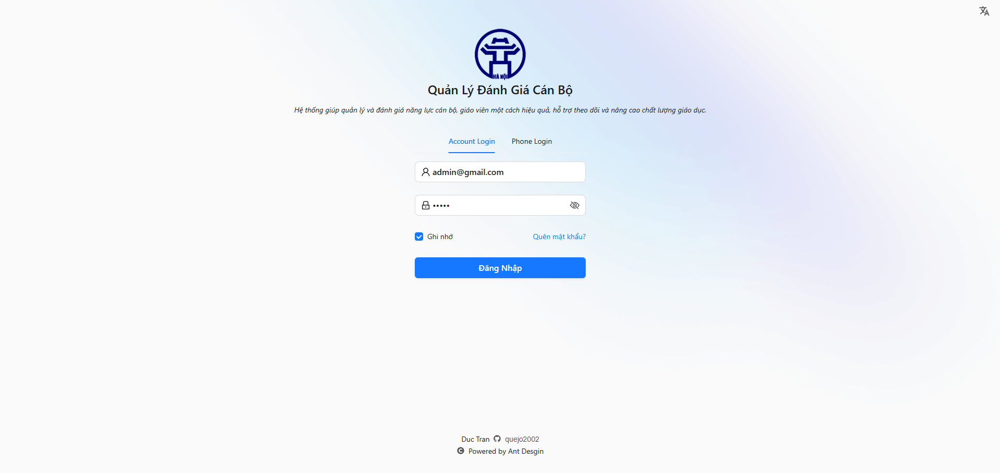 HÀ NỘI
Quản Lý Đánh Giá Cán Bộ
Hệ thống giúp quản lý và đánh giá năng lực cán bộ, giáo viên một cách hiệu quả, hỗ trợ theo dõi và nâng cao chất lượng giáo dục.
Account Login Phone Login
admin@gmail.com
•••••
Ghi nhớ Quên mật khẩu?
Đăng Nhập
Duc Tran quejo2002
Powered by Ant Desgin